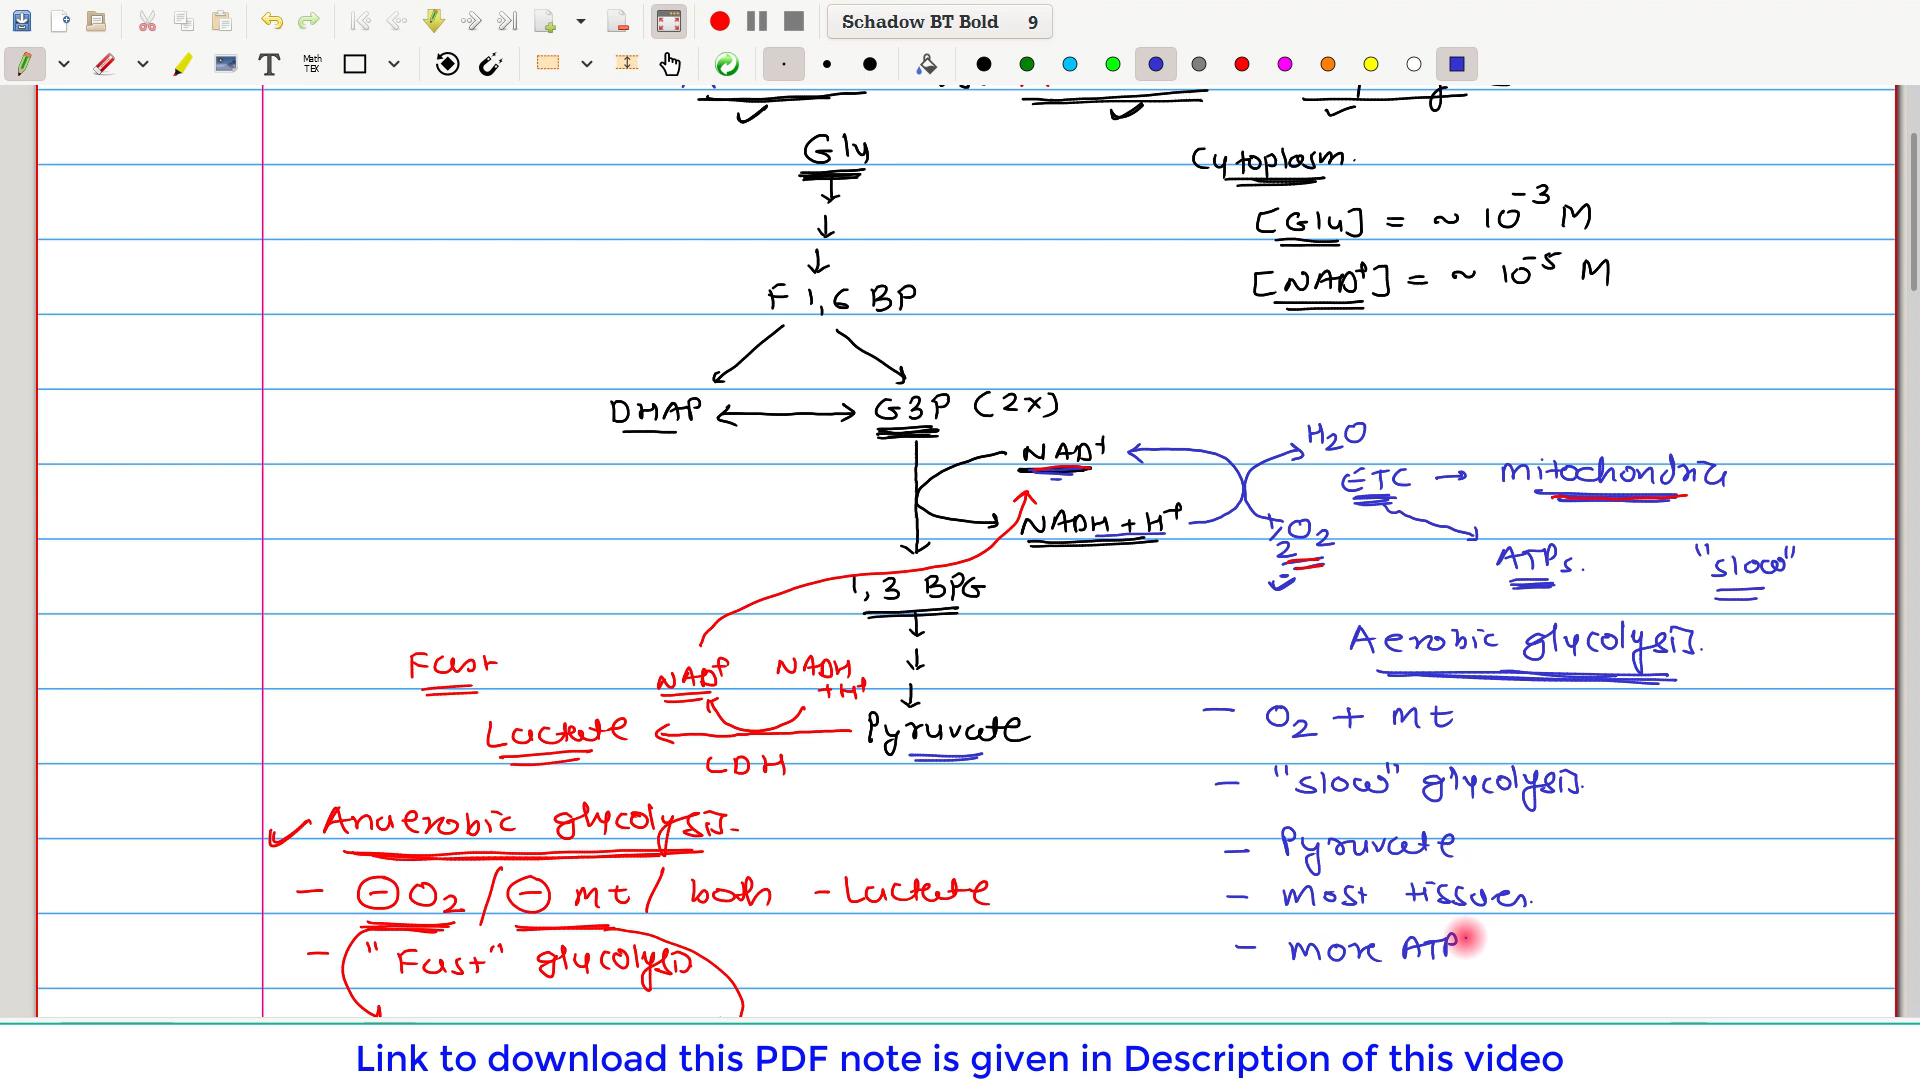 Schadow BT Bold 9
Math
TEX
Glu
Cytoplasm.
[Glu] = ~ 10^-3 M
[NAD+] = ~ 10^-5 M
F 1,6 BP
DHAP G3P (2x)
H2O
NAD+
ETC → mitochondria
NADH + H+
1/2 O2
ATPs. "slow"
1,3 BPG
Aerobic glycolysis.
Fast
NAD+ NADH + H+
Lactate Pyruvate
LDH
- O2 + mt
- "slow" glycolysis.
Anaerobic glycolysis.
- Pyruvate
- ⊖ O2 / ⊖ mt / both - Lactate
- most tissues.
- "Fast" glycolysis
- more ATP
Link to download this PDF note is given in Description of this video